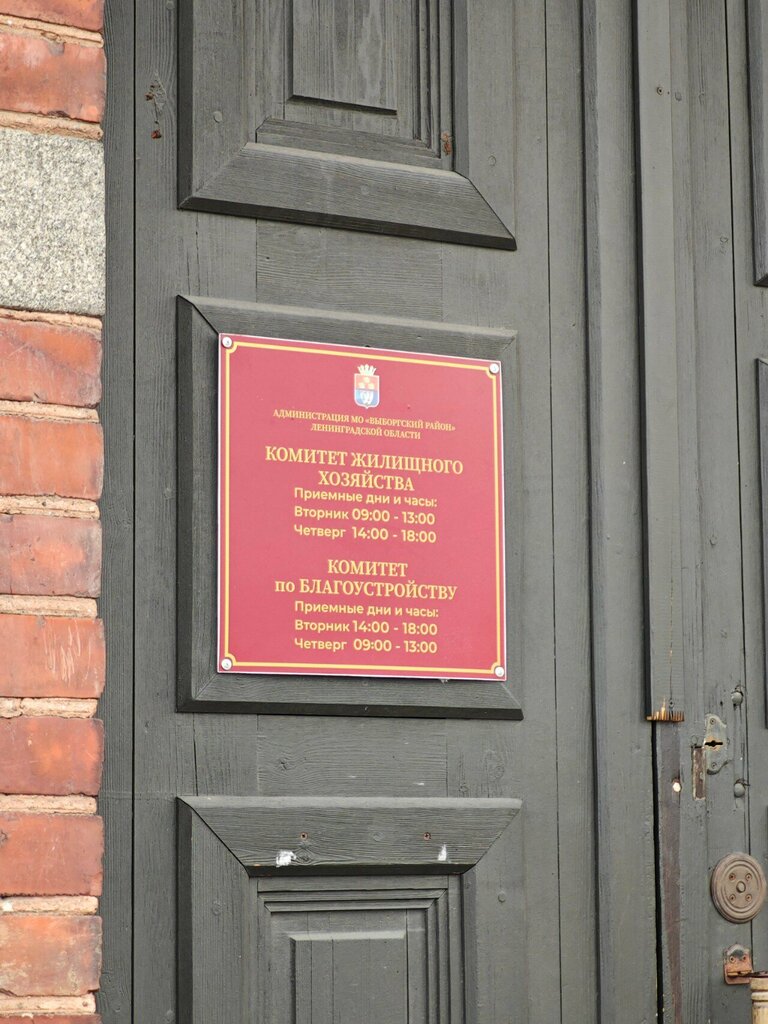 АДМИНИСТРАЦИЯ МО «ВЫБОРГСКИЙ РАЙОН»
ЛЕНИНГРАДСКОЙ ОБЛАСТИ
КОМИТЕТ ЖИЛИЩНОГО
ХОЗЯЙСТВА
Приемные дни и часы:
Вторник 09:00 - 13:00
Четверг 14:00 - 18:00
КОМИТЕТ
по БЛАГОУСТРОЙСТВУ
Приемные дни и часы:
Вторник 14:00 - 18:00
Четверг 09:00 - 13:00